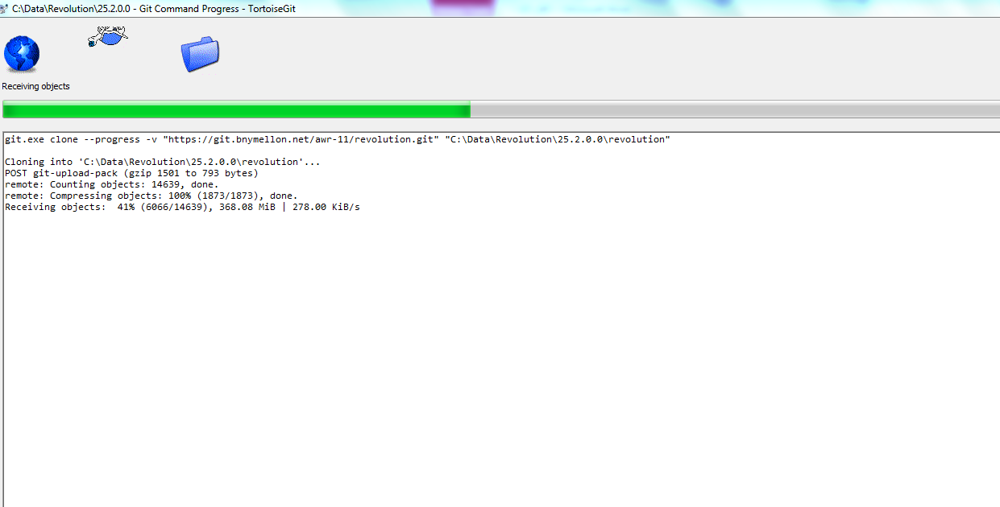 C:\Data\Revolution\25.2.0.0 - Git Command Progress - TortoiseGit
Receiving objects
git.exe clone --progress -v "https://git.bnymellon.net/awr-11/revolution.git" "C:\Data\Revolution\25.2.0.0\revolution"
Cloning into 'C:\Data\Revolution\25.2.0.0\revolution'...
POST git-upload-pack (gzip 1501 to 793 bytes)
remote: Counting objects: 14639, done.
remote: Compressing objects: 100% (1873/1873), done.
Receiving objects:  41% (6066/14639), 368.08 MiB | 278.00 KiB/s